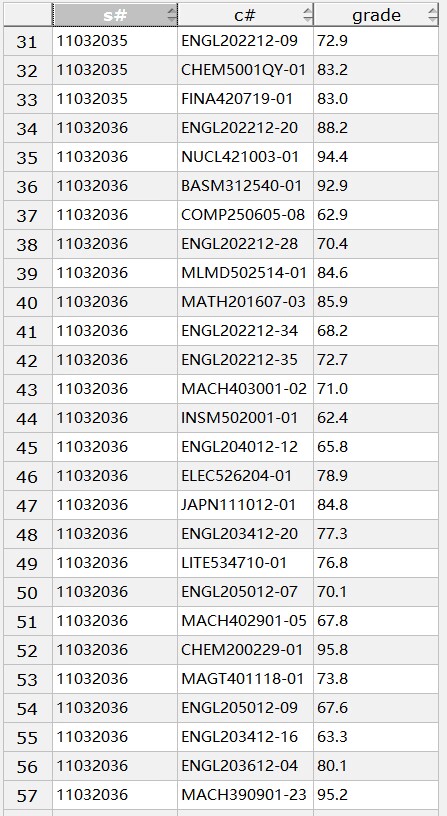 s# c# grade
31 11032035 ENGL202212-09 72.9
32 11032035 CHEM5001QY-01 83.2
33 11032035 FINA420719-01 83.0
34 11032036 ENGL202212-20 88.2
35 11032036 NUCL421003-01 94.4
36 11032036 BASM312540-01 92.9
37 11032036 COMP250605-08 62.9
38 11032036 ENGL202212-28 70.4
39 11032036 MLMD502514-01 84.6
40 11032036 MATH201607-03 85.9
41 11032036 ENGL202212-34 68.2
42 11032036 ENGL202212-35 72.7
43 11032036 MACH403001-02 71.0
44 11032036 INSM502001-01 62.4
45 11032036 ENGL204012-12 65.8
46 11032036 ELEC526204-01 78.9
47 11032036 JAPN111012-01 84.8
48 11032036 ENGL203412-20 77.3
49 11032036 LITE534710-01 76.8
50 11032036 ENGL205012-07 70.1
51 11032036 MACH402901-05 67.8
52 11032036 CHEM200229-01 95.8
53 11032036 MAGT401118-01 73.8
54 11032036 ENGL205012-09 67.6
55 11032036 ENGL203412-16 63.3
56 11032036 ENGL203612-04 80.1
57 11032036 MACH390901-23 95.2